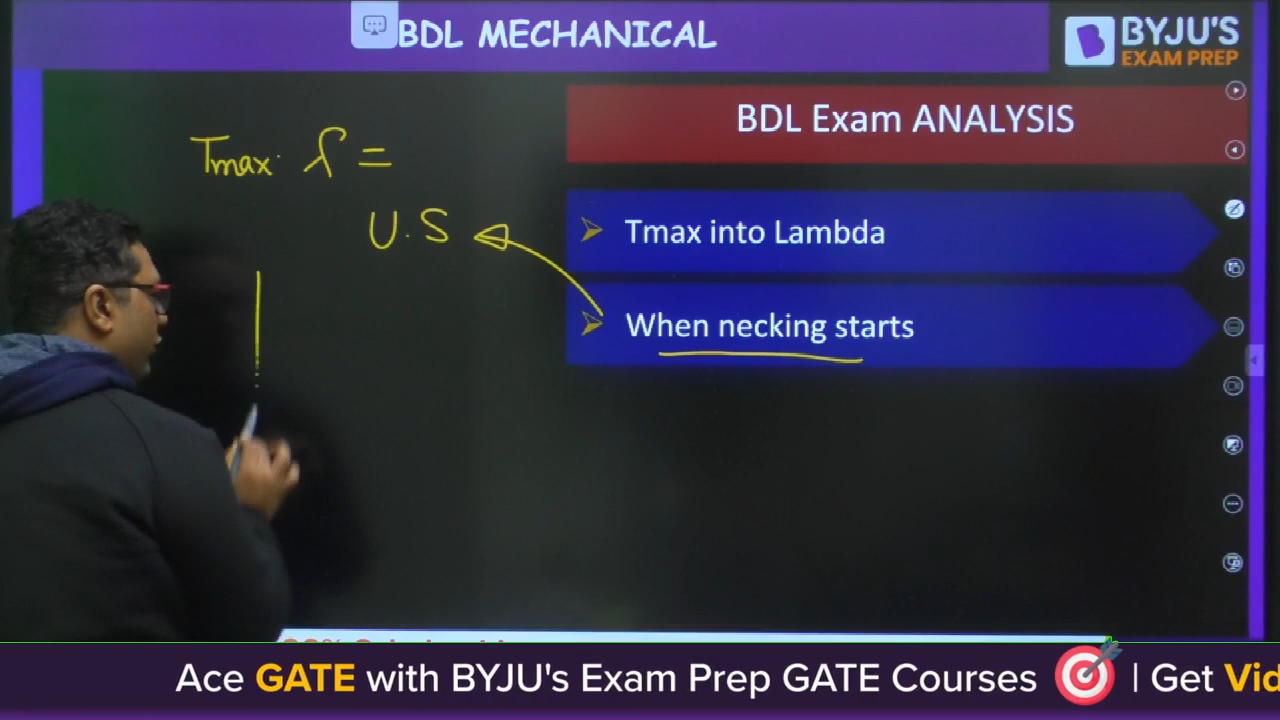 BDL MECHANICAL
BYJU'S
EXAM PREP
BDL Exam ANALYSIS
Tmax λ =
U.S
Tmax into Lambda
When necking starts
Ace GATE with BYJU's Exam Prep GATE Courses | Get Vid